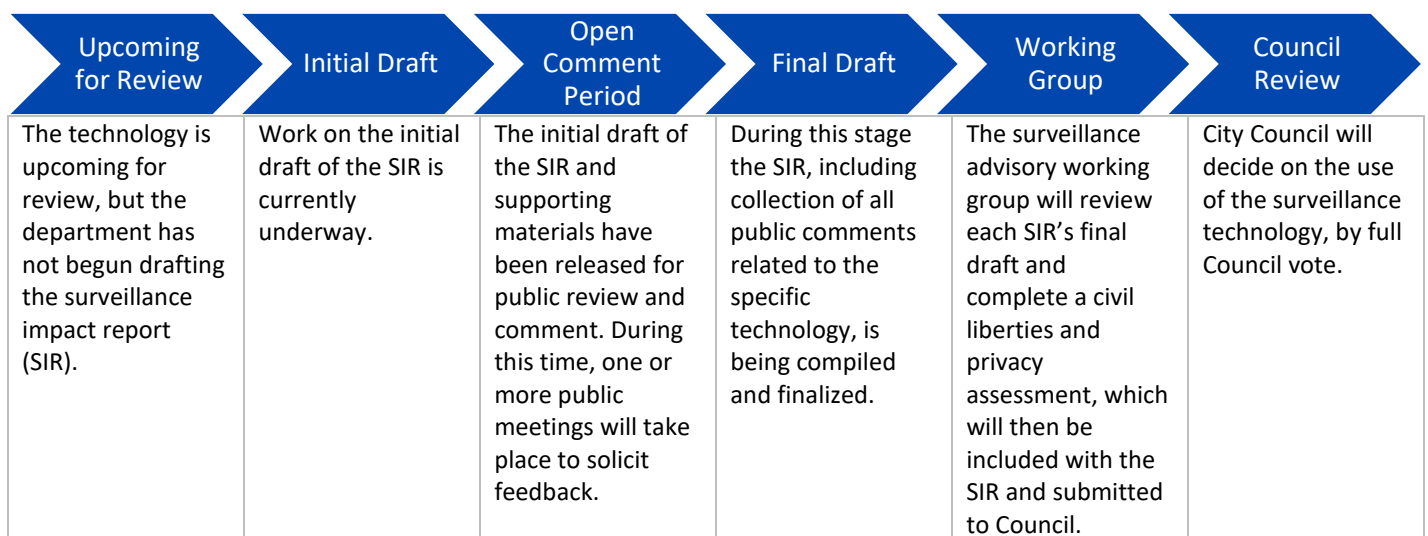 Upcoming
for Review
Initial Draft
Open
Comment
Period
Final Draft
Working
Group
Council
Review
The technology is
upcoming for
review, but the
department has
not begun drafting
the surveillance
impact report
(SIR).
Work on the initial
draft of the SIR is
currently
underway.
The initial draft of
the SIR and
supporting
materials have
been released for
public review and
comment. During
this time, one or
more public
meetings will take
place to solicit
feedback.
During this stage
the SIR, including
collection of all
public comments
related to the
specific
technology, is
being compiled
and finalized.
The surveillance
advisory working
group will review
each SIR’s final
draft and
complete a civil
liberties and
privacy
assessment, which
will then be
included with the
SIR and submitted
to Council.
City Council will
decide on the use
of the surveillance
technology, by full
Council vote.